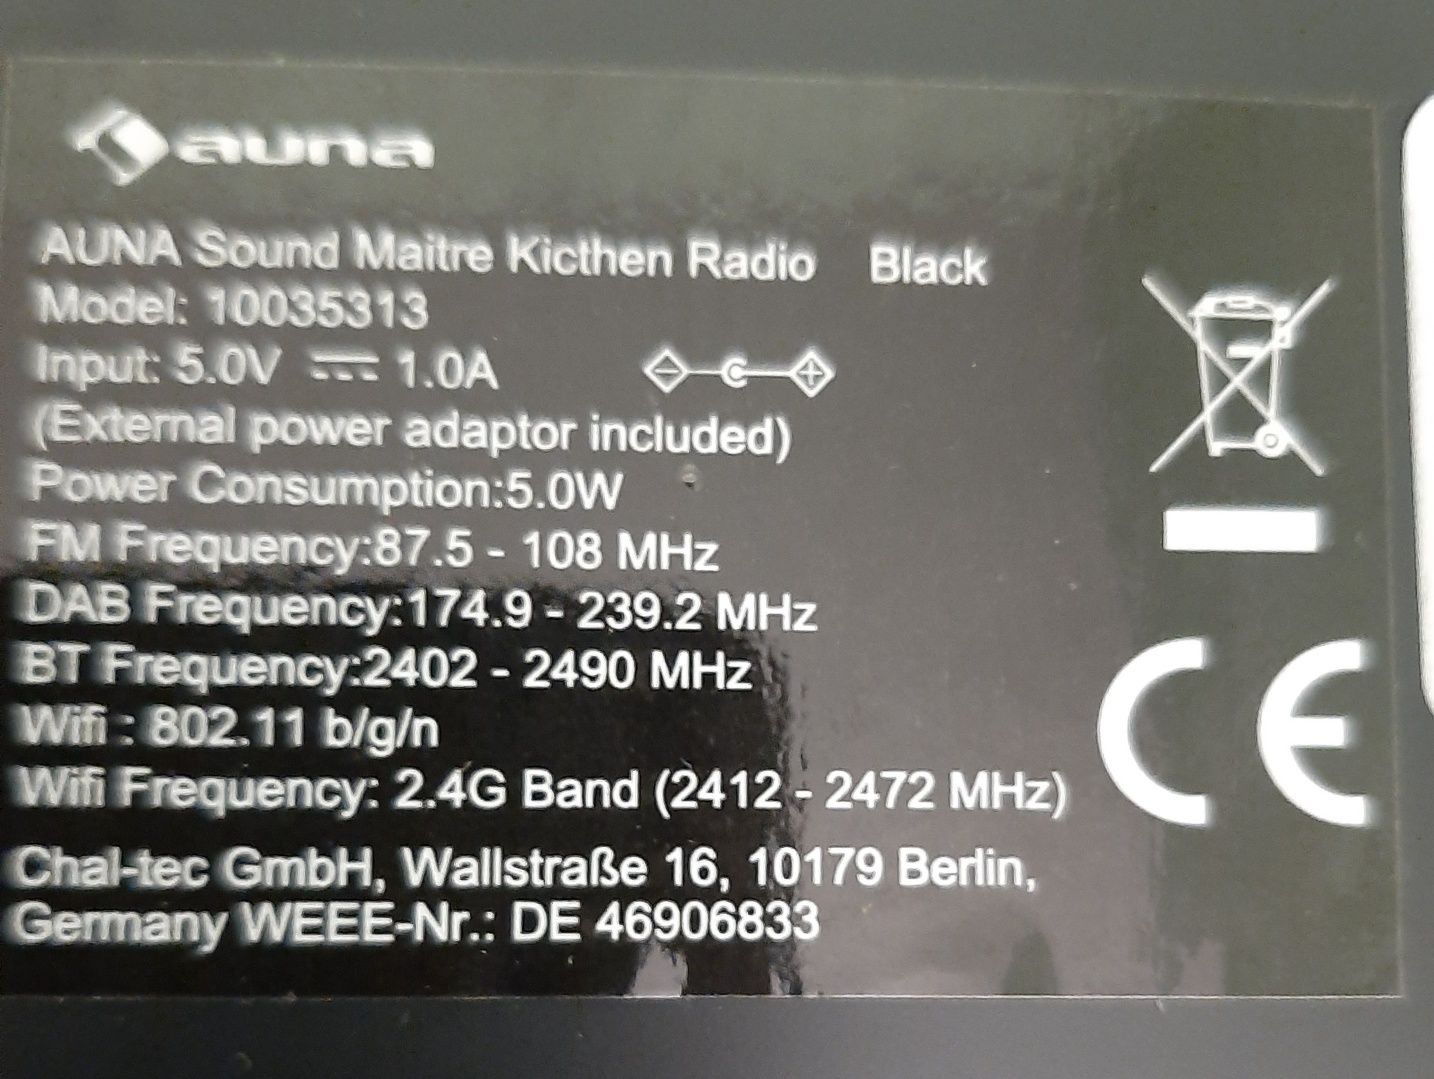 auna
AUNA Sound Maitre Kicthen Radio Black
Model: 10035313
Input: 5.0V ⎓ 1.0A
(External power adaptor included)
Power Consumption:5.0W
FM Frequency:87.5 - 108 MHz
DAB Frequency:174.9 - 239.2 MHz
BT Frequency:2402 - 2490 MHz
Wifi : 802.11 b/g/n
Wifi Frequency: 2.4G Band (2412 - 2472 MHz)
CE
Chal-tec GmbH, Wallstraße 16, 10179 Berlin,
Germany WEEE-Nr.: DE 46906833